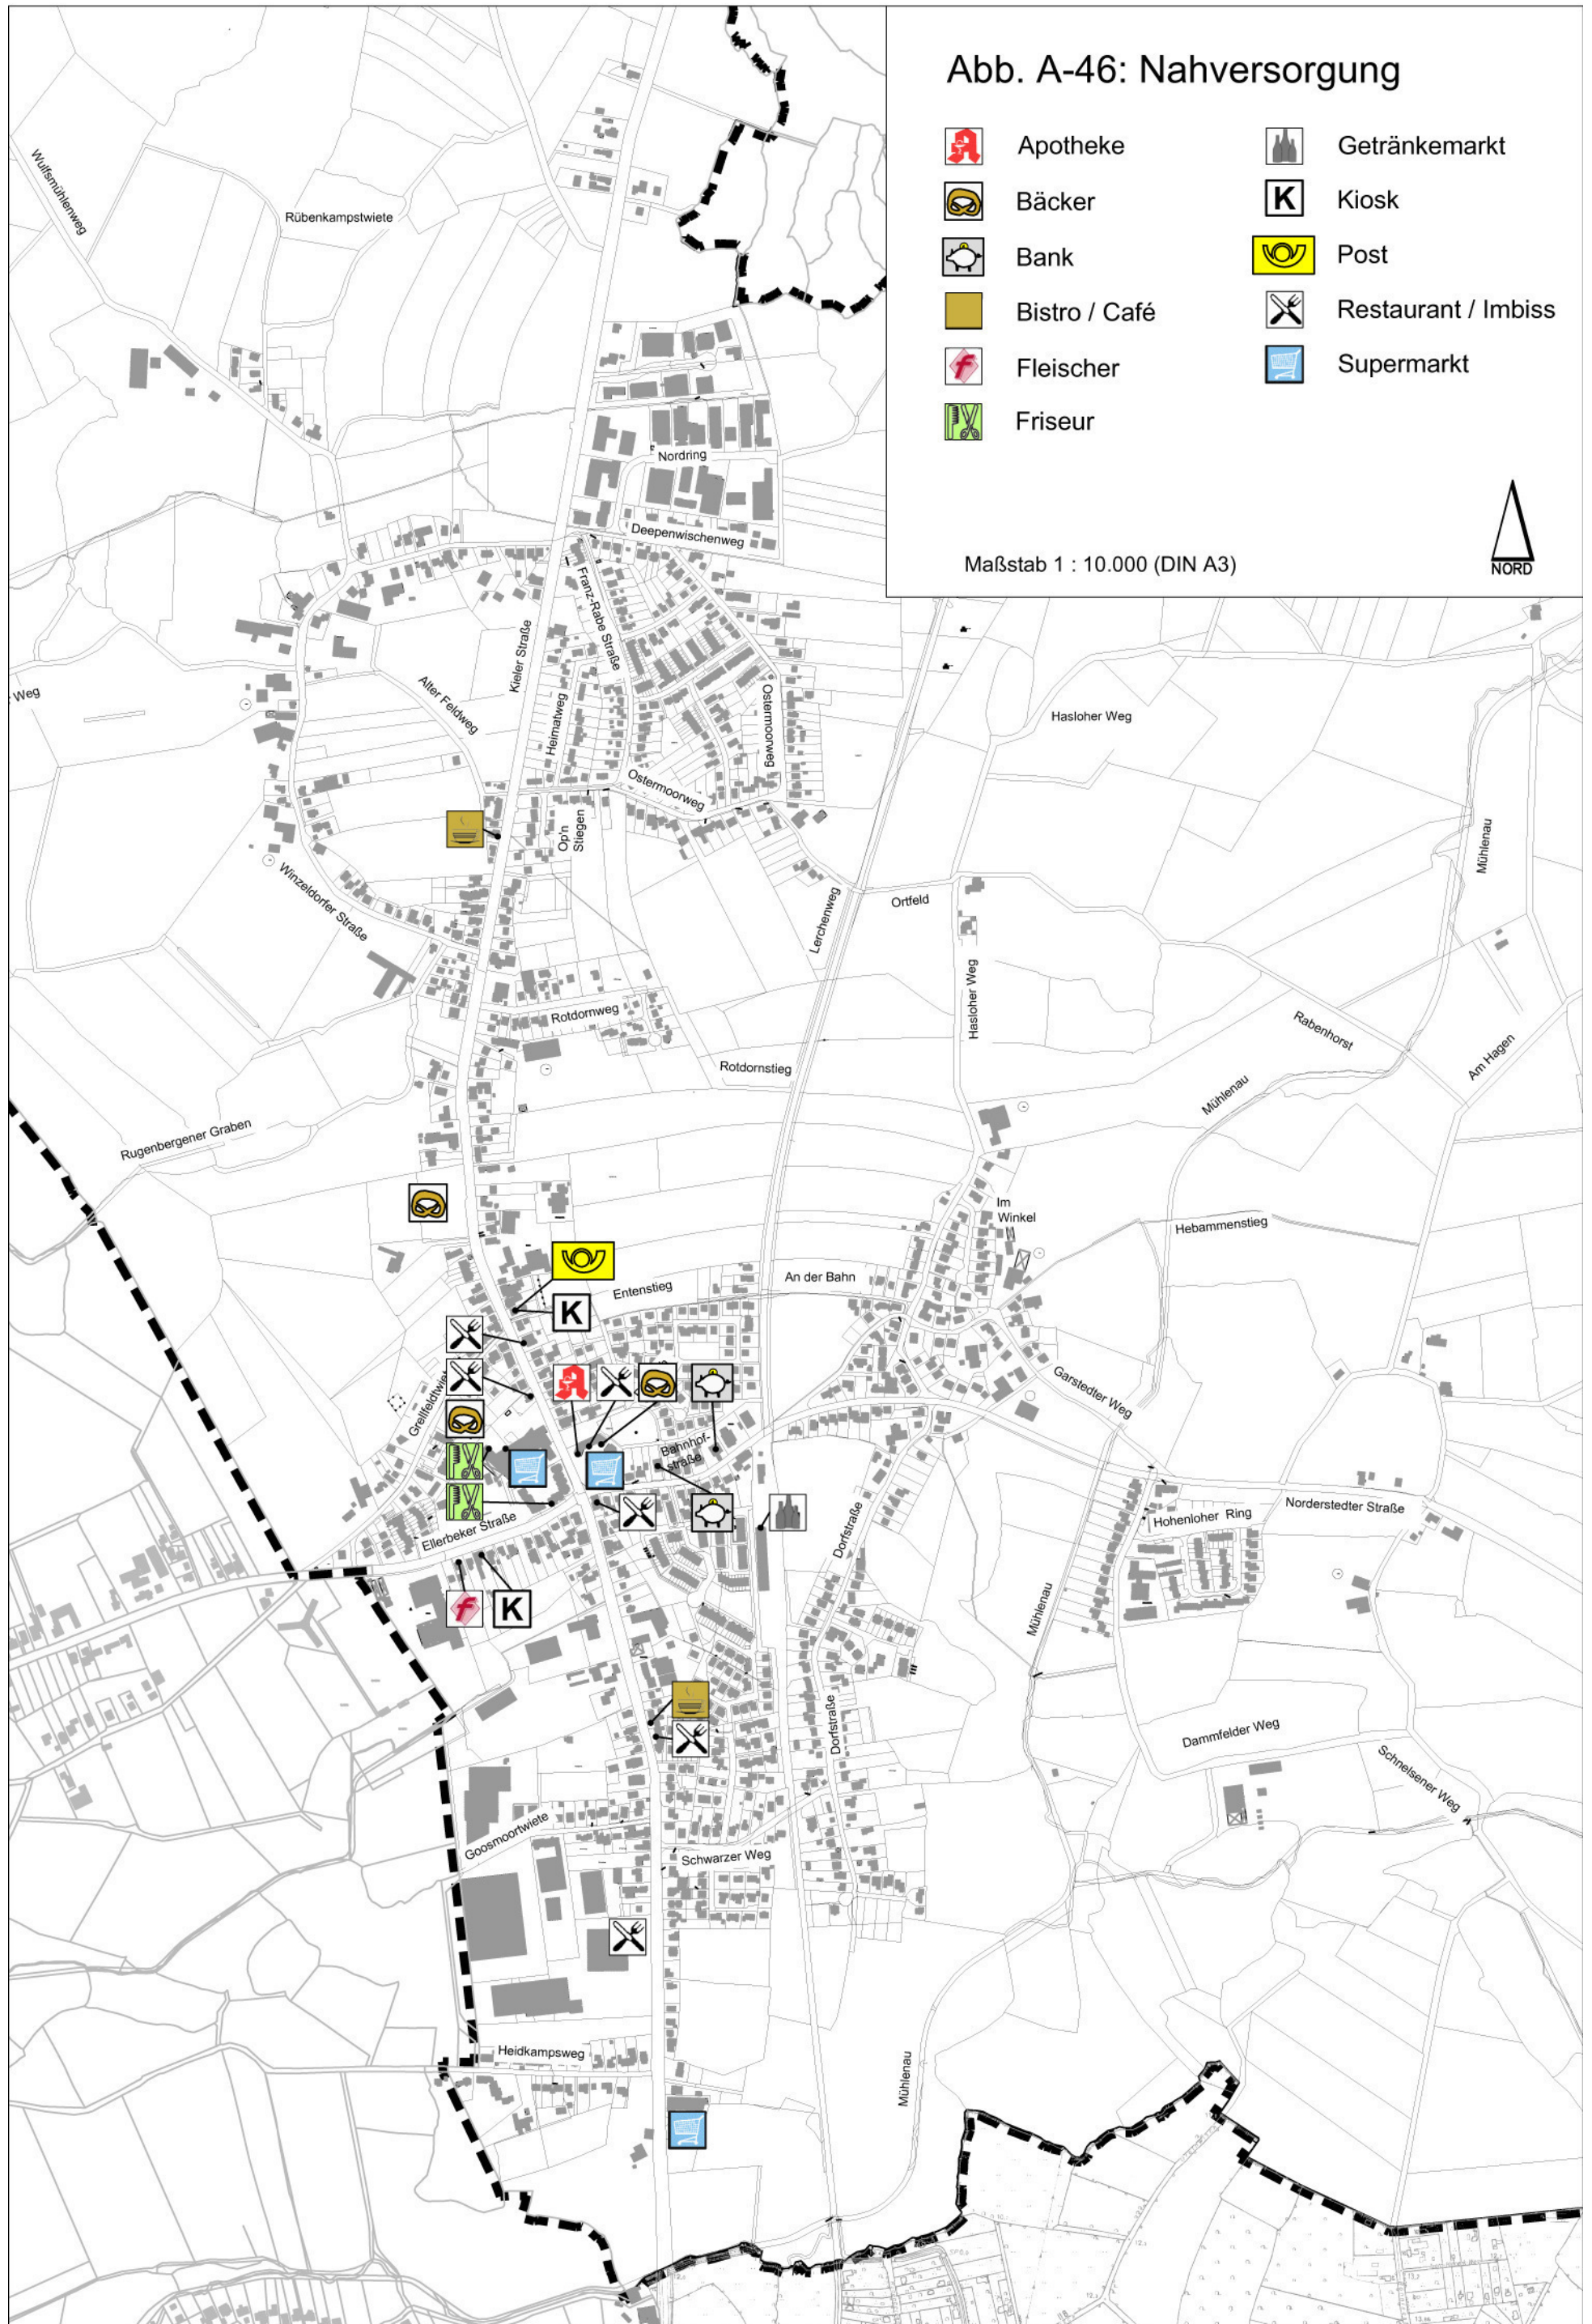 Abb. A-46: Nahversorgung
Apotheke
Getränkemarkt
Bäcker
K
Kiosk
Bank
Post
Bistro / Café
Restaurant / Imbiss
f
Fleischer
Supermarkt
Friseur
Maßstab 1 : 10.000 (DIN A3)
NORD
Wulfsmühlenweg
Rübenkampstwiete
Nordring
Deepenwischenweg
Franz-Rabe Straße
Kieler Straße
Weg
Alter Feldweg
Heimatweg
Ostermoorweg
Hasloher Weg
Ostermoorweg
Op'n
Stiegen
Mühlenau
Winzeldorfer Straße
Lerchenweg
Ortfeld
Hasloher Weg
Rotdornweg
Rabenhorst
Am Hagen
Rotdornstieg
Mühlenau
Rugenbergener Graben
Im
Winkel
Hebammenstieg
An der Bahn
Entenstieg
K
Grellfeldtwiete
Garstedter Weg
Bahnhof-
straße
Norderstedter Straße
Hohenloher Ring
Ellerbeker Straße
Dorfstraße
f
K
Mühlenau
Dorfstraße
Dammfelder Weg
Schnelsener Weg
Goosmoortwiete
Schwarzer Weg
Heidkampsweg
Mühlenau